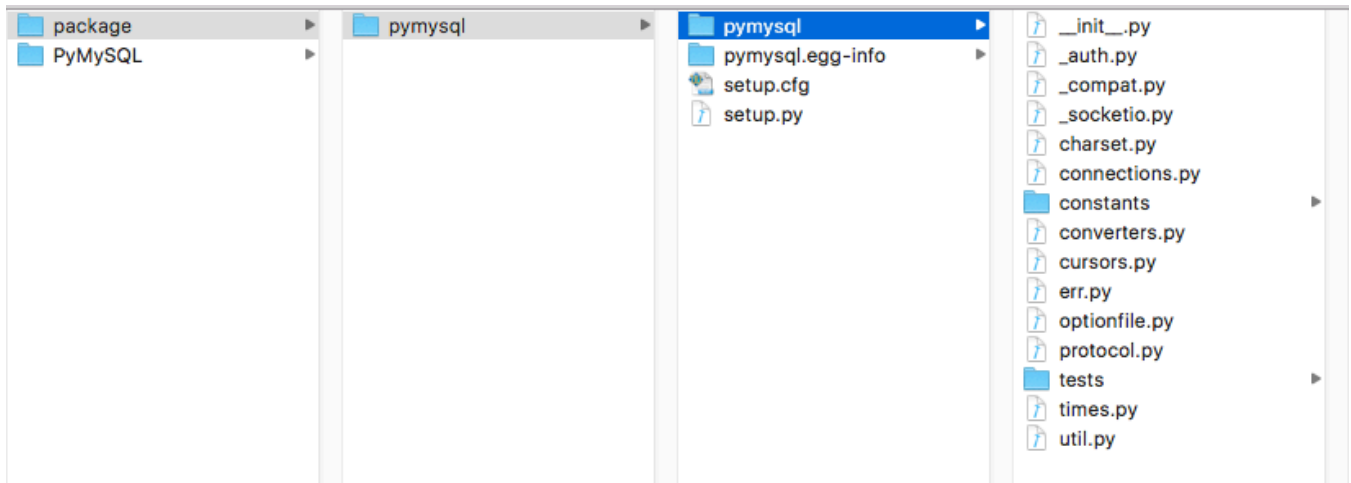 package
PyMySQL
pymysql
pymysql
pymysql.egg-info
setup.cfg
setup.py
__init__.py
_auth.py
_compat.py
_socketio.py
charset.py
connections.py
constants
converters.py
cursors.py
err.py
optionfile.py
protocol.py
tests
times.py
util.py